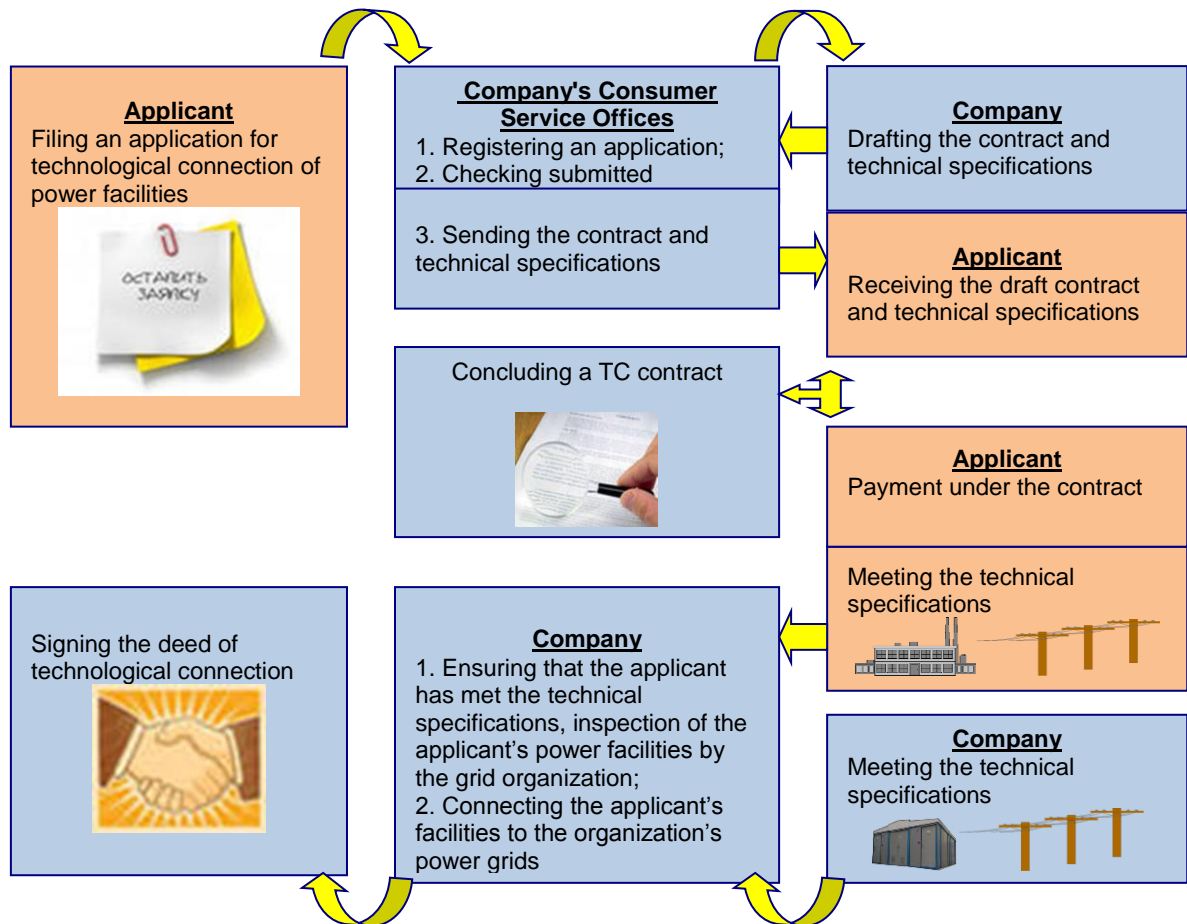 Applicant
Filing an application for
technological connection of
power facilities
ОСТАВИТЬ
ЗАЯВКУ
Company's Consumer
Service Offices
1. Registering an application;
2. Checking submitted
3. Sending the contract and
technical specifications
Company
Drafting the contract and
technical specifications
Applicant
Receiving the draft contract
and technical specifications
Concluding a TC contract
Applicant
Payment under the contract
Meeting the technical
specifications
Signing the deed of
technological connection
Company
1. Ensuring that the applicant
has met the technical
specifications, inspection of the
applicant’s power facilities by
the grid organization;
2. Connecting the applicant’s
facilities to the organization’s
power grids
Company
Meeting the technical
specifications